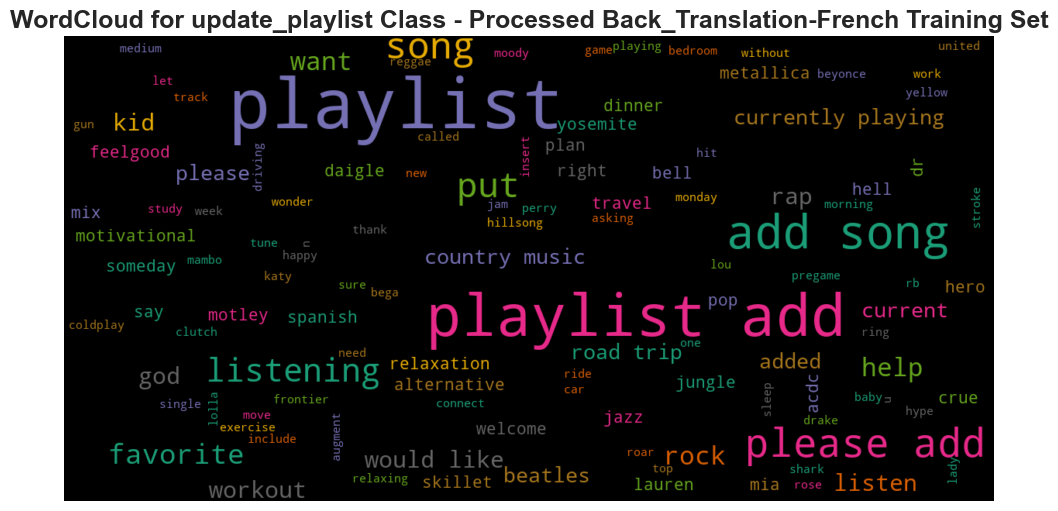 WordCloud for update_playlist Class - Processed Back_Translation-French Training Set
medium
song
moody
game
playing
bedroom
without
united
want
reggae
let
metallica
beyonce
work
playlist
track
yellow
dinner
gun
kid
yosemite
currently playing
called
feelgood
driving
insert
plan
hit
please
daigle
new
right
bell
dr
put
hell
rap
mix
study
week
wonder
jam
perry
travel
monday
morning
stroke
hillsong
asking
motivational
thank
add song
tune
happy
someday
mambo
country music
lou
katy
pregame
sure
bega
rb
hero
say
motley
spanish
playlist add
pop
current
coldplay
clutch
ring
one
need
road trip
god
listening
relaxation
added
help
alternative
ride
car
jungle
acdc
sleep
baby
crue
single
lolla
frontier
connect
hype
move
exercise
include
augment
welcome
jazz
drake
please add
favorite
would like
roar
rock
top
shark
lady
workout
relaxing
skillet
beatles
lauren
mia
rose
listen